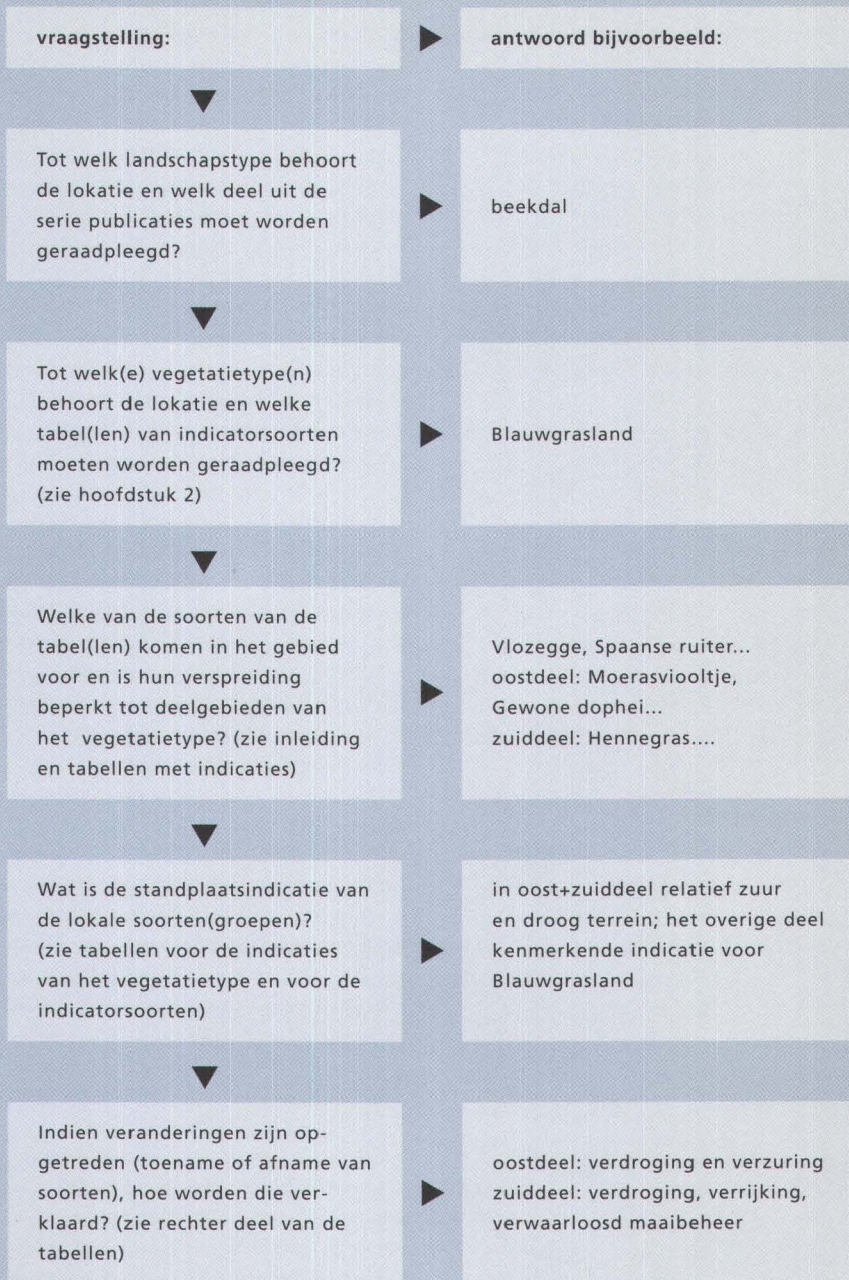 vraagstelling:
antwoord bijvoorbeeld:
Tot welk landschapstype behoort
de lokatie en welk deel uit de
serie publicaties moet worden
geraadpleegd?
beekdal
Tot welk(e) vegetatietype(n)
behoort de lokatie en welke
tabel(len) van indicatorsoorten
moeten worden geraadpleegd?
(zie hoofdstuk 2)
Blauwgrasland
Welke van de soorten van de
tabel(len) komen in het gebied
voor en is hun verspreiding
beperkt tot deelgebieden van
het vegetatietype? (zie inleiding
en tabellen met indicaties)
Vlozegge, Spaanse ruiter...
oostdeel: Moerasviooltje,
Gewone dophei...
zuiddeel: Hennegras....
Wat is de standplaatsindicatie van
de lokale soorten(groepen)?
(zie tabellen voor de indicaties
van het vegetatietype en voor de
indicatorsoorten)
in oost+zuiddeel relatief zuur
en droog terrein; het overige deel
kenmerkende indicatie voor
Blauwgrasland
Indien veranderingen zijn op-
getreden (toename of afname van
soorten), hoe worden die ver-
klaard? (zie rechter deel van de
tabellen)
oostdeel: verdroging en verzuring
zuiddeel: verdroging, verrijking,
verwaarloosd maaibeheer